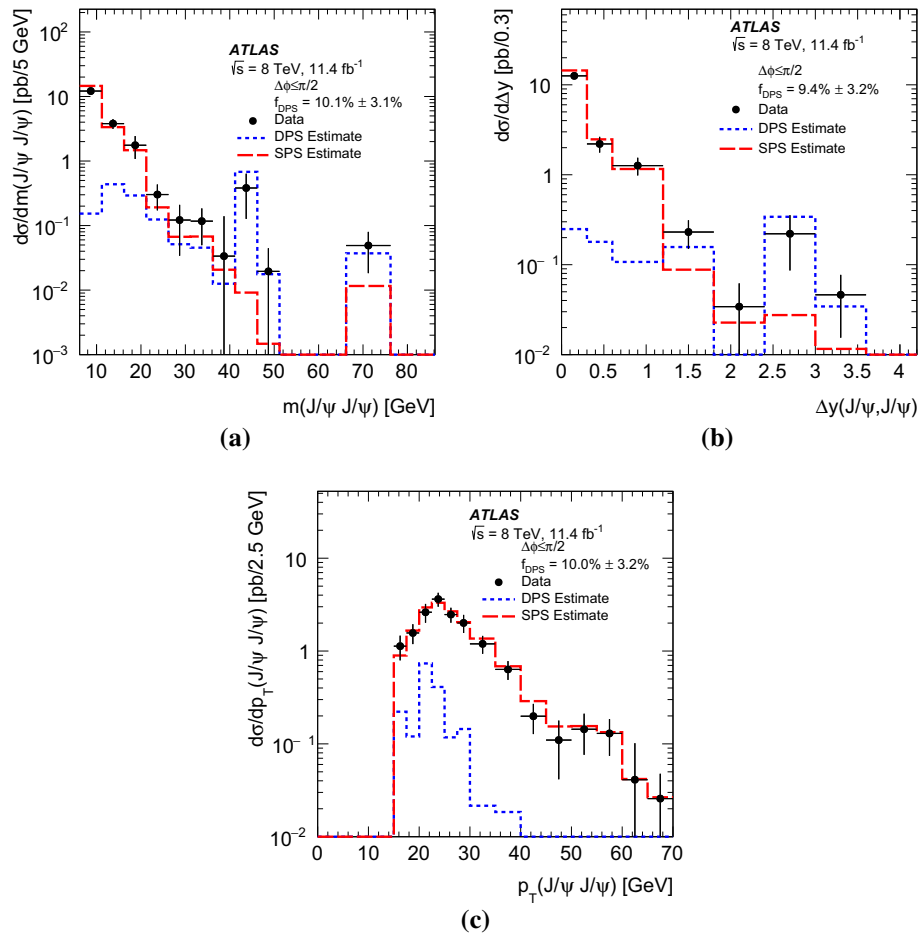 dσ/dm(J/ψ J/ψ) [pb/5 GeV]
10²
10
1
10⁻¹
10⁻²
10⁻³
ATLAS
√s = 8 TeV, 11.4 fb⁻¹
Δϕ≤π/2
f_DPS = 10.1% ± 3.1%
Data
DPS Estimate
SPS Estimate
10 20 30 40 50 60 70 80
m(J/ψ J/ψ) [GeV]
(a)
dσ/dΔy [pb/0.3]
10
1
10⁻¹
10⁻²
ATLAS
√s = 8 TeV, 11.4 fb⁻¹
Δϕ≤π/2
f_DPS = 9.4% ± 3.2%
Data
DPS Estimate
SPS Estimate
0 0.5 1 1.5 2 2.5 3 3.5 4
Δy(J/ψ,J/ψ)
(b)
dσ/dp_T(J/ψ J/ψ) [pb/2.5 GeV]
10
1
10⁻¹
10⁻²
ATLAS
√s = 8 TeV, 11.4 fb⁻¹
Δϕ≤π/2
f_DPS = 10.0% ± 3.2%
Data
DPS Estimate
SPS Estimate
0 10 20 30 40 50 60 70
p_T(J/ψ J/ψ) [GeV]
(c)